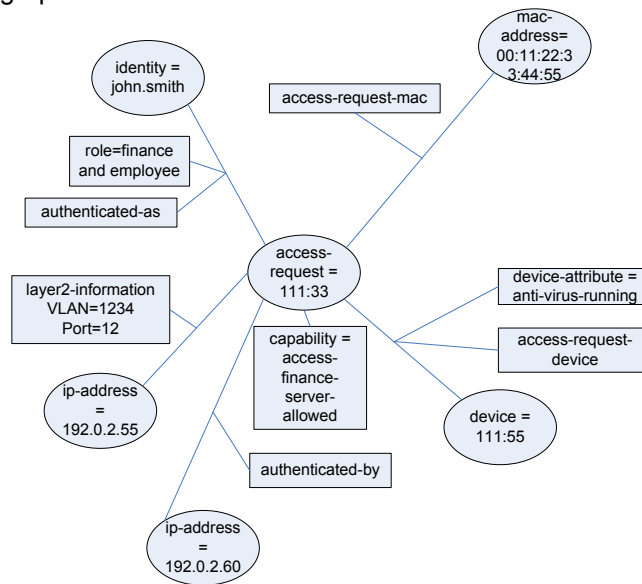 mac-
address=
00:11:22:3
3:44:55
identity =
john.smith
access-request-mac
role=finance
and employee
authenticated-as
access-
request =
111:33
device-attribute =
anti-virus-running
layer2-information
VLAN=1234
Port=12
capability =
access-
finance-
server-
allowed
access-request-
device
ip-address
=
192.0.2.55
device =
111:55
authenticated-by
ip-address
=
192.0.2.60